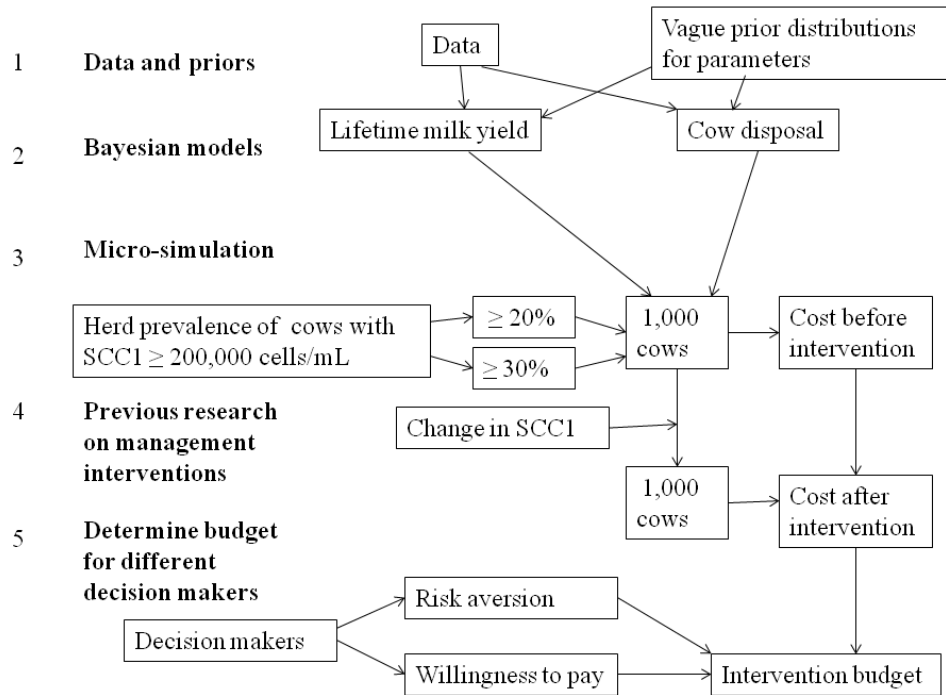 1
Data and priors
Data
Vague prior distributions
for parameters
2
Bayesian models
Lifetime milk yield
Cow disposal
3
Micro-simulation
Herd prevalence of cows with
SCC1 ≥ 200,000 cells/mL
≥ 20%
≥ 30%
1,000
cows
Cost before
intervention
4
Previous research
on management
interventions
Change in SCC1
1,000
cows
Cost after
intervention
5
Determine budget
for different
decision makers
Decision makers
Risk aversion
Willingness to pay
Intervention budget